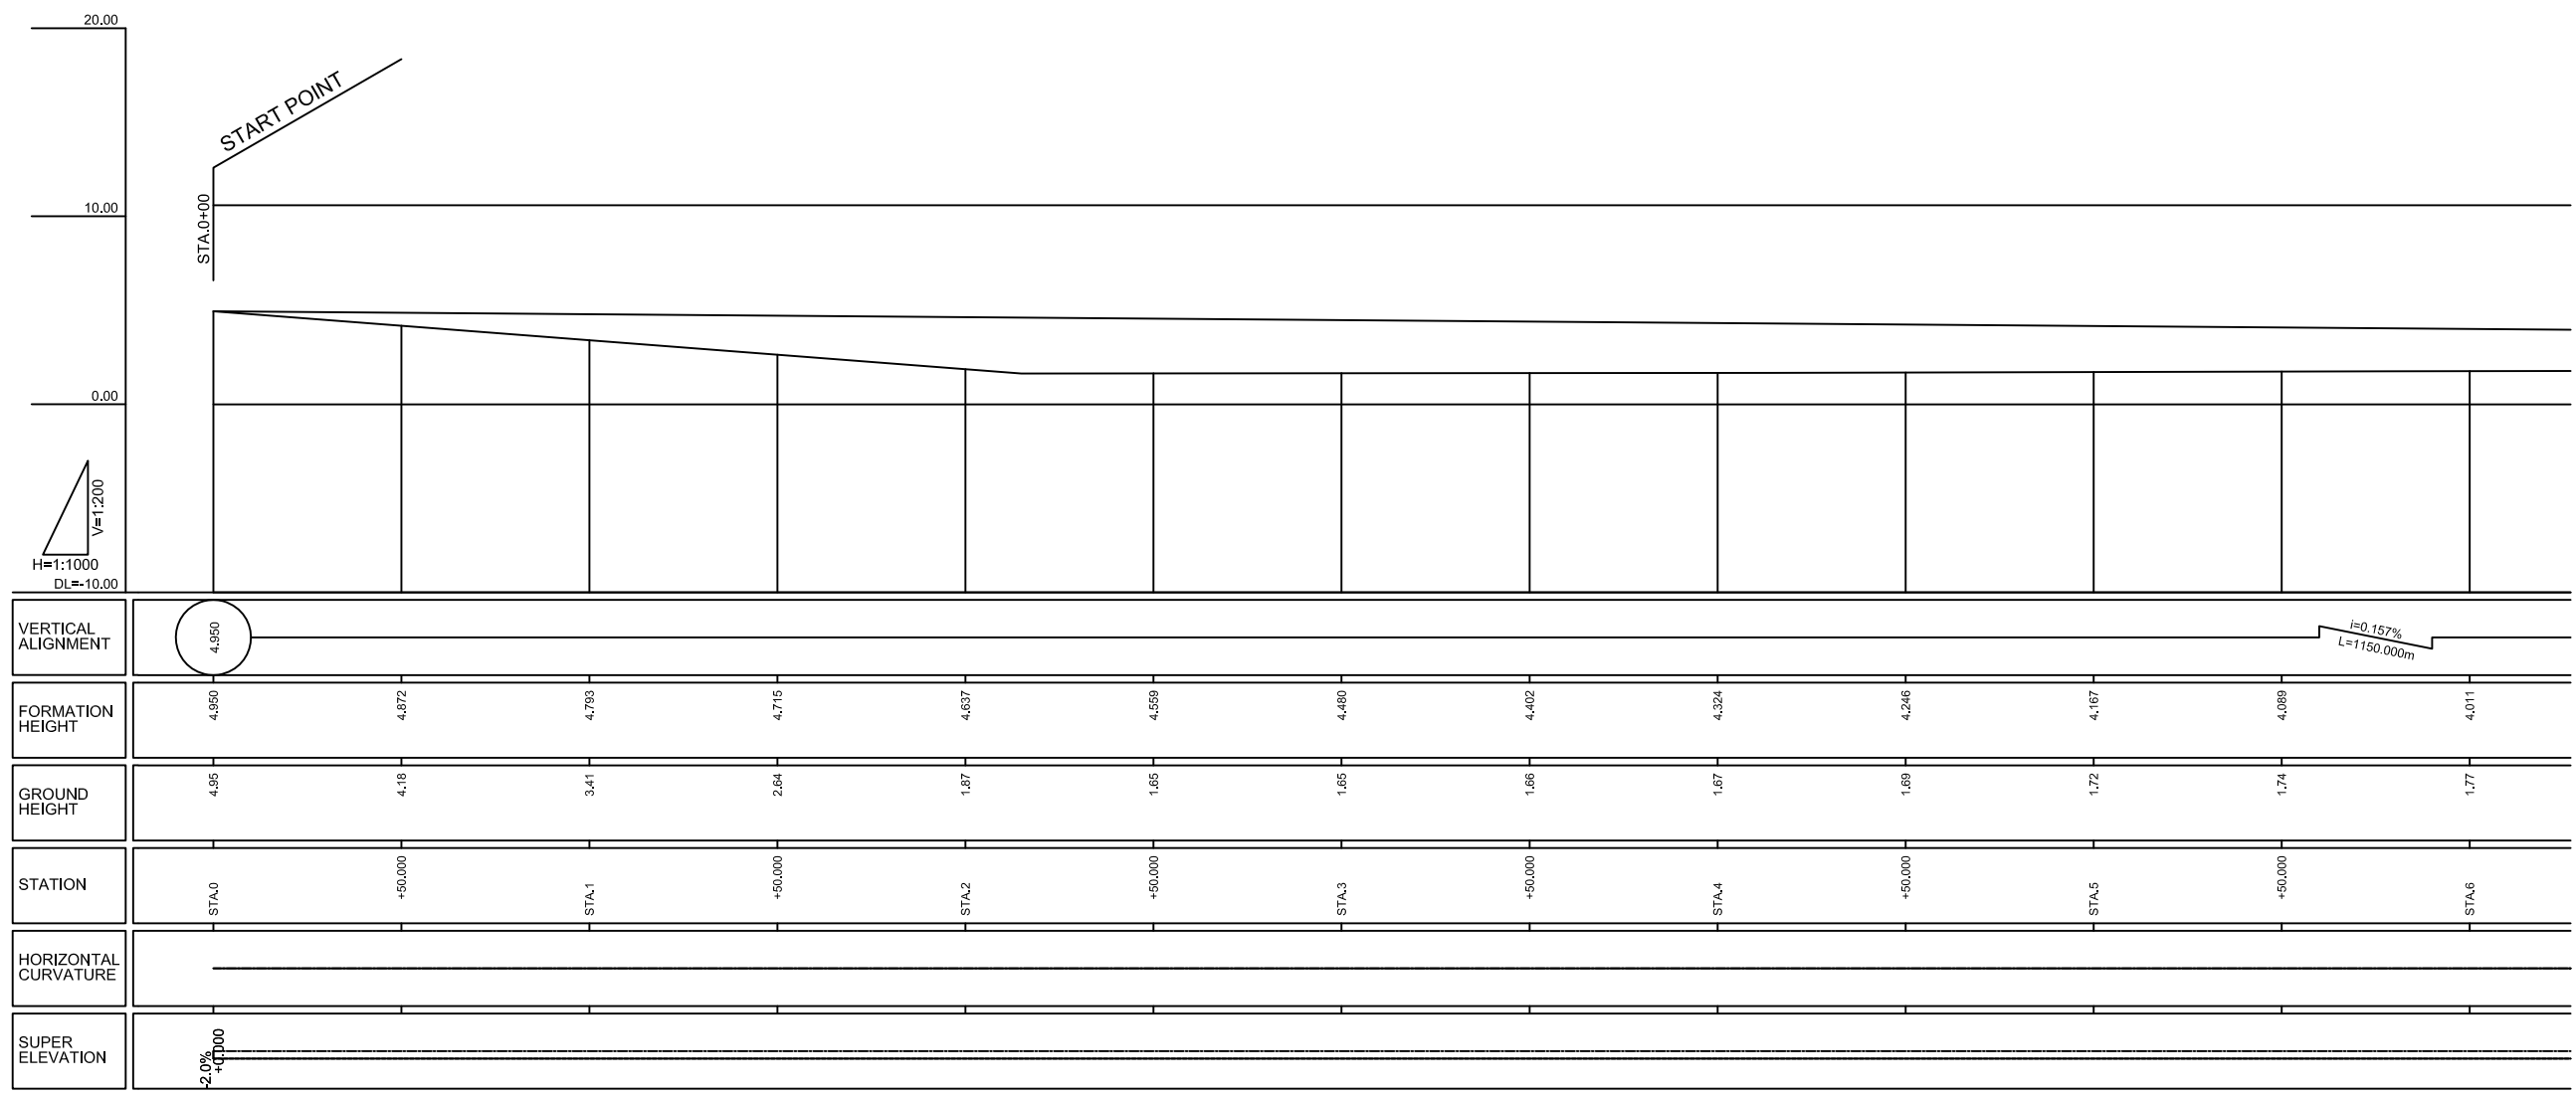 20.00
START POINT
STA.0+00
10.00
0.00
V=1:200
H=1:1000
DL=-10.00
VERTICAL
ALIGNMENT
4.950
i=0.157%
L=1150.000m
FORMATION
HEIGHT
4.950
4.872
4.793
4.715
4.637
4.559
4.480
4.402
4.324
4.246
4.167
4.089
4.011
GROUND
HEIGHT
4.95
4.18
3.41
2.64
1.87
1.65
1.65
1.66
1.67
1.69
1.72
1.74
1.77
STATION
STA.0
+50.000
STA.1
+50.000
STA.2
+50.000
STA.3
+50.000
STA.4
+50.000
STA.5
+50.000
STA.6
HORIZONTAL
CURVATURE
SUPER
ELEVATION
-2.0%
+0.000